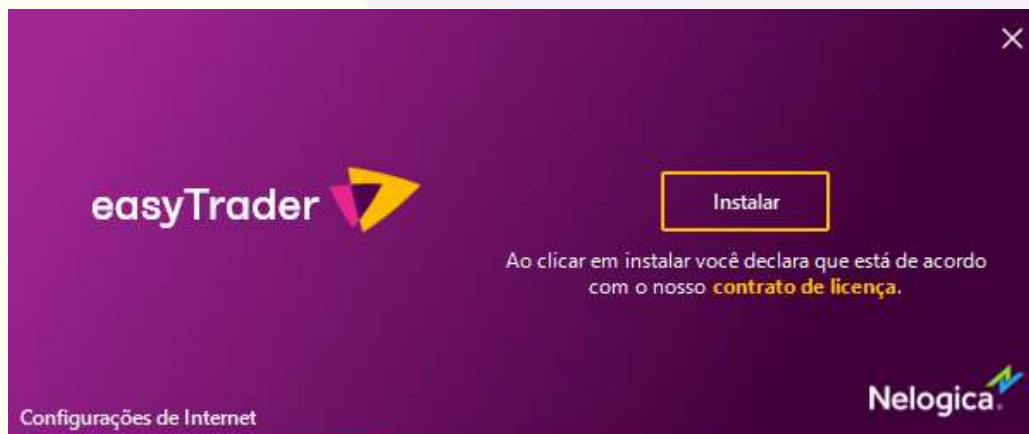 easyTrader
Instalar
Ao clicar em instalar você declara que está de acordo
com o nosso contrato de licença.
Configurações de Internet
Nelogica.